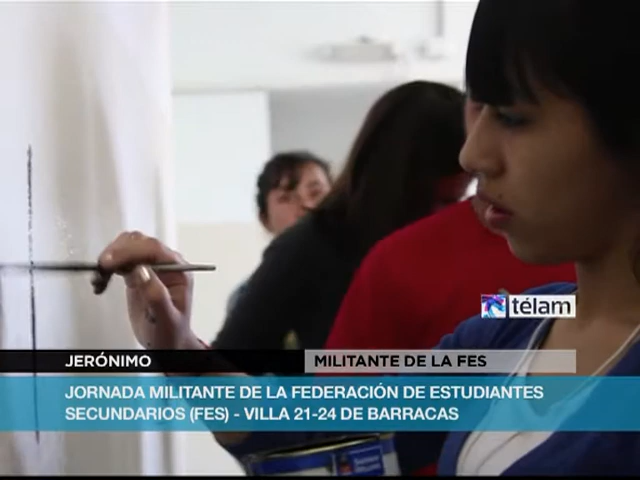 télam
JERÓNIMO
MILITANTE DE LA FES
JORNADA MILITANTE DE LA FEDERACIÓN DE ESTUDIANTES
SECUNDARIOS (FES) - VILLA 21-24 DE BARRACAS